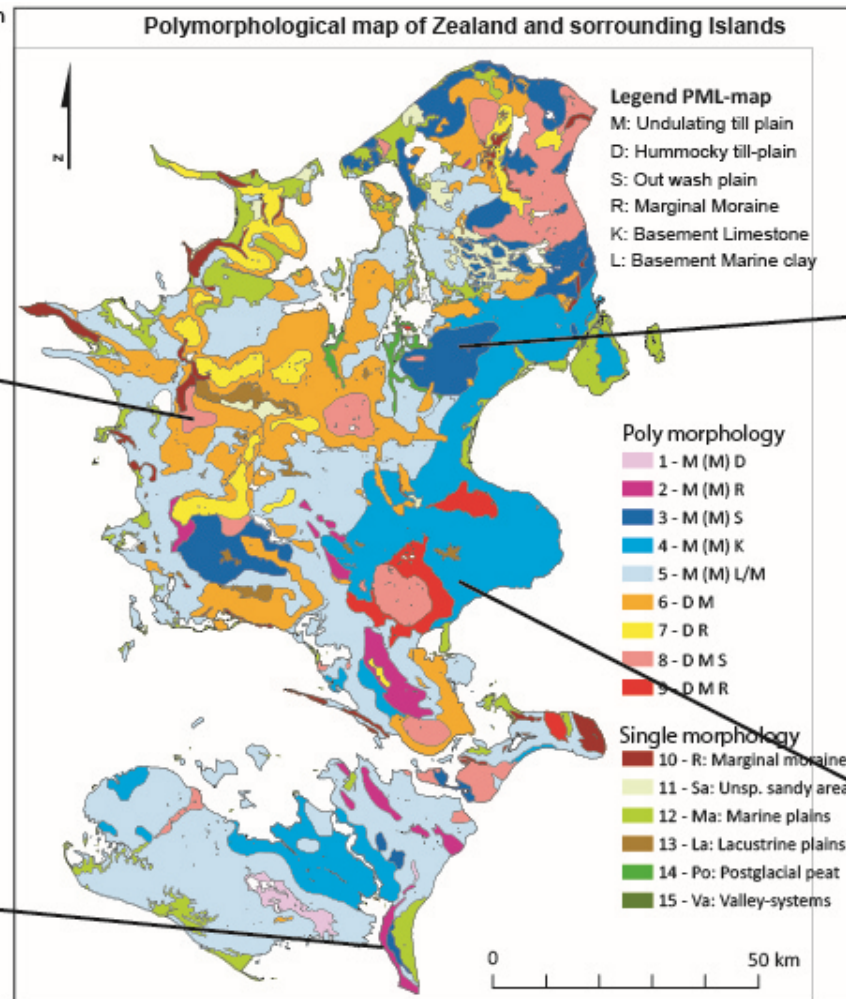 Polymorphological map of Zealand and sorrounding Islands
N
Legend PML-map
M: Undulating till plain
D: Hummocky till-plain
S: Out wash plain
R: Marginal Moraine
K: Basement Limestone
L: Basement Marine clay
Poly morphology
1 - M (M) D
2 - M (M) R
3 - M (M) S
4 - M (M) K
5 - M (M) L/M
6 - D M
7 - D R
8 - D M S
9 - D M R
Single morphology
10 - R: Marginal moraine
11 - Sa: Unsp. sandy area
12 - Ma: Marine plains
13 - La: Lacustrine plains
14 - Po: Postglacial peat
15 - Va: Valley-systems
0 50 km